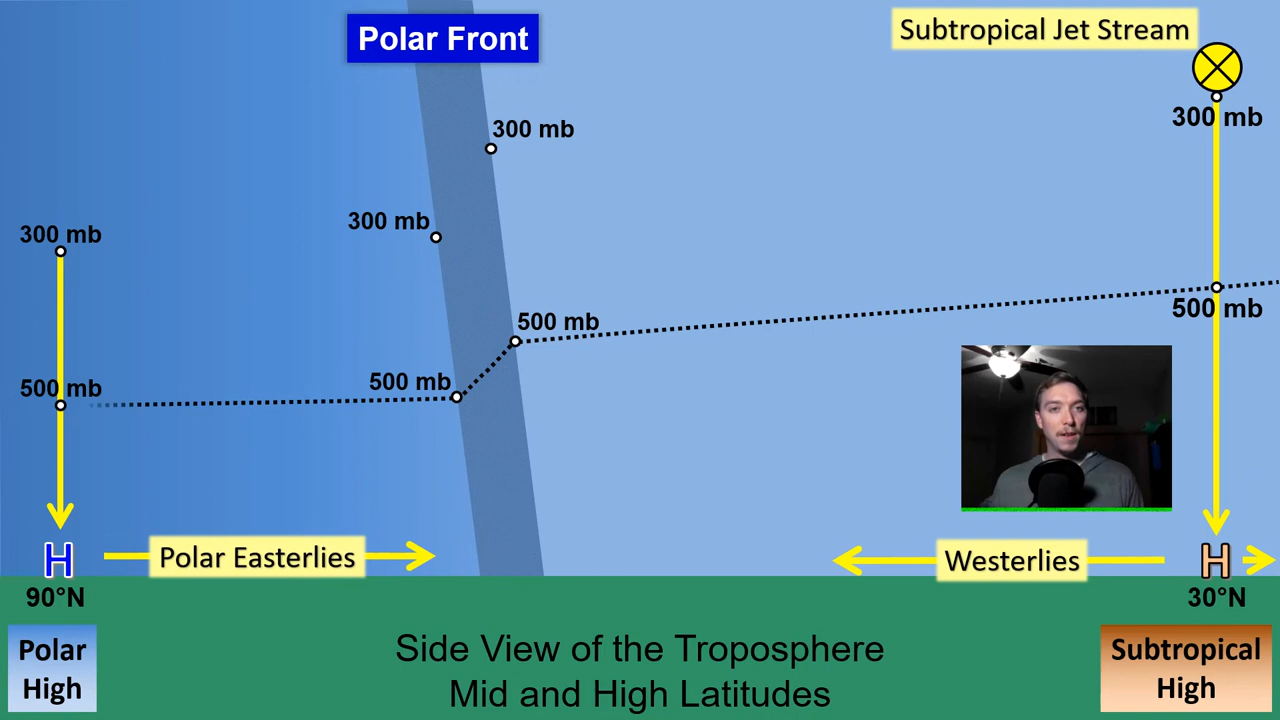 Polar Front
Subtropical Jet Stream
300 mb
300 mb
300 mb
300 mb
500 mb
500 mb
500 mb
500 mb
H
Polar Easterlies
Westerlies
H
90°N
30°N
Polar
High
Side View of the Troposphere
Mid and High Latitudes
Subtropical
High